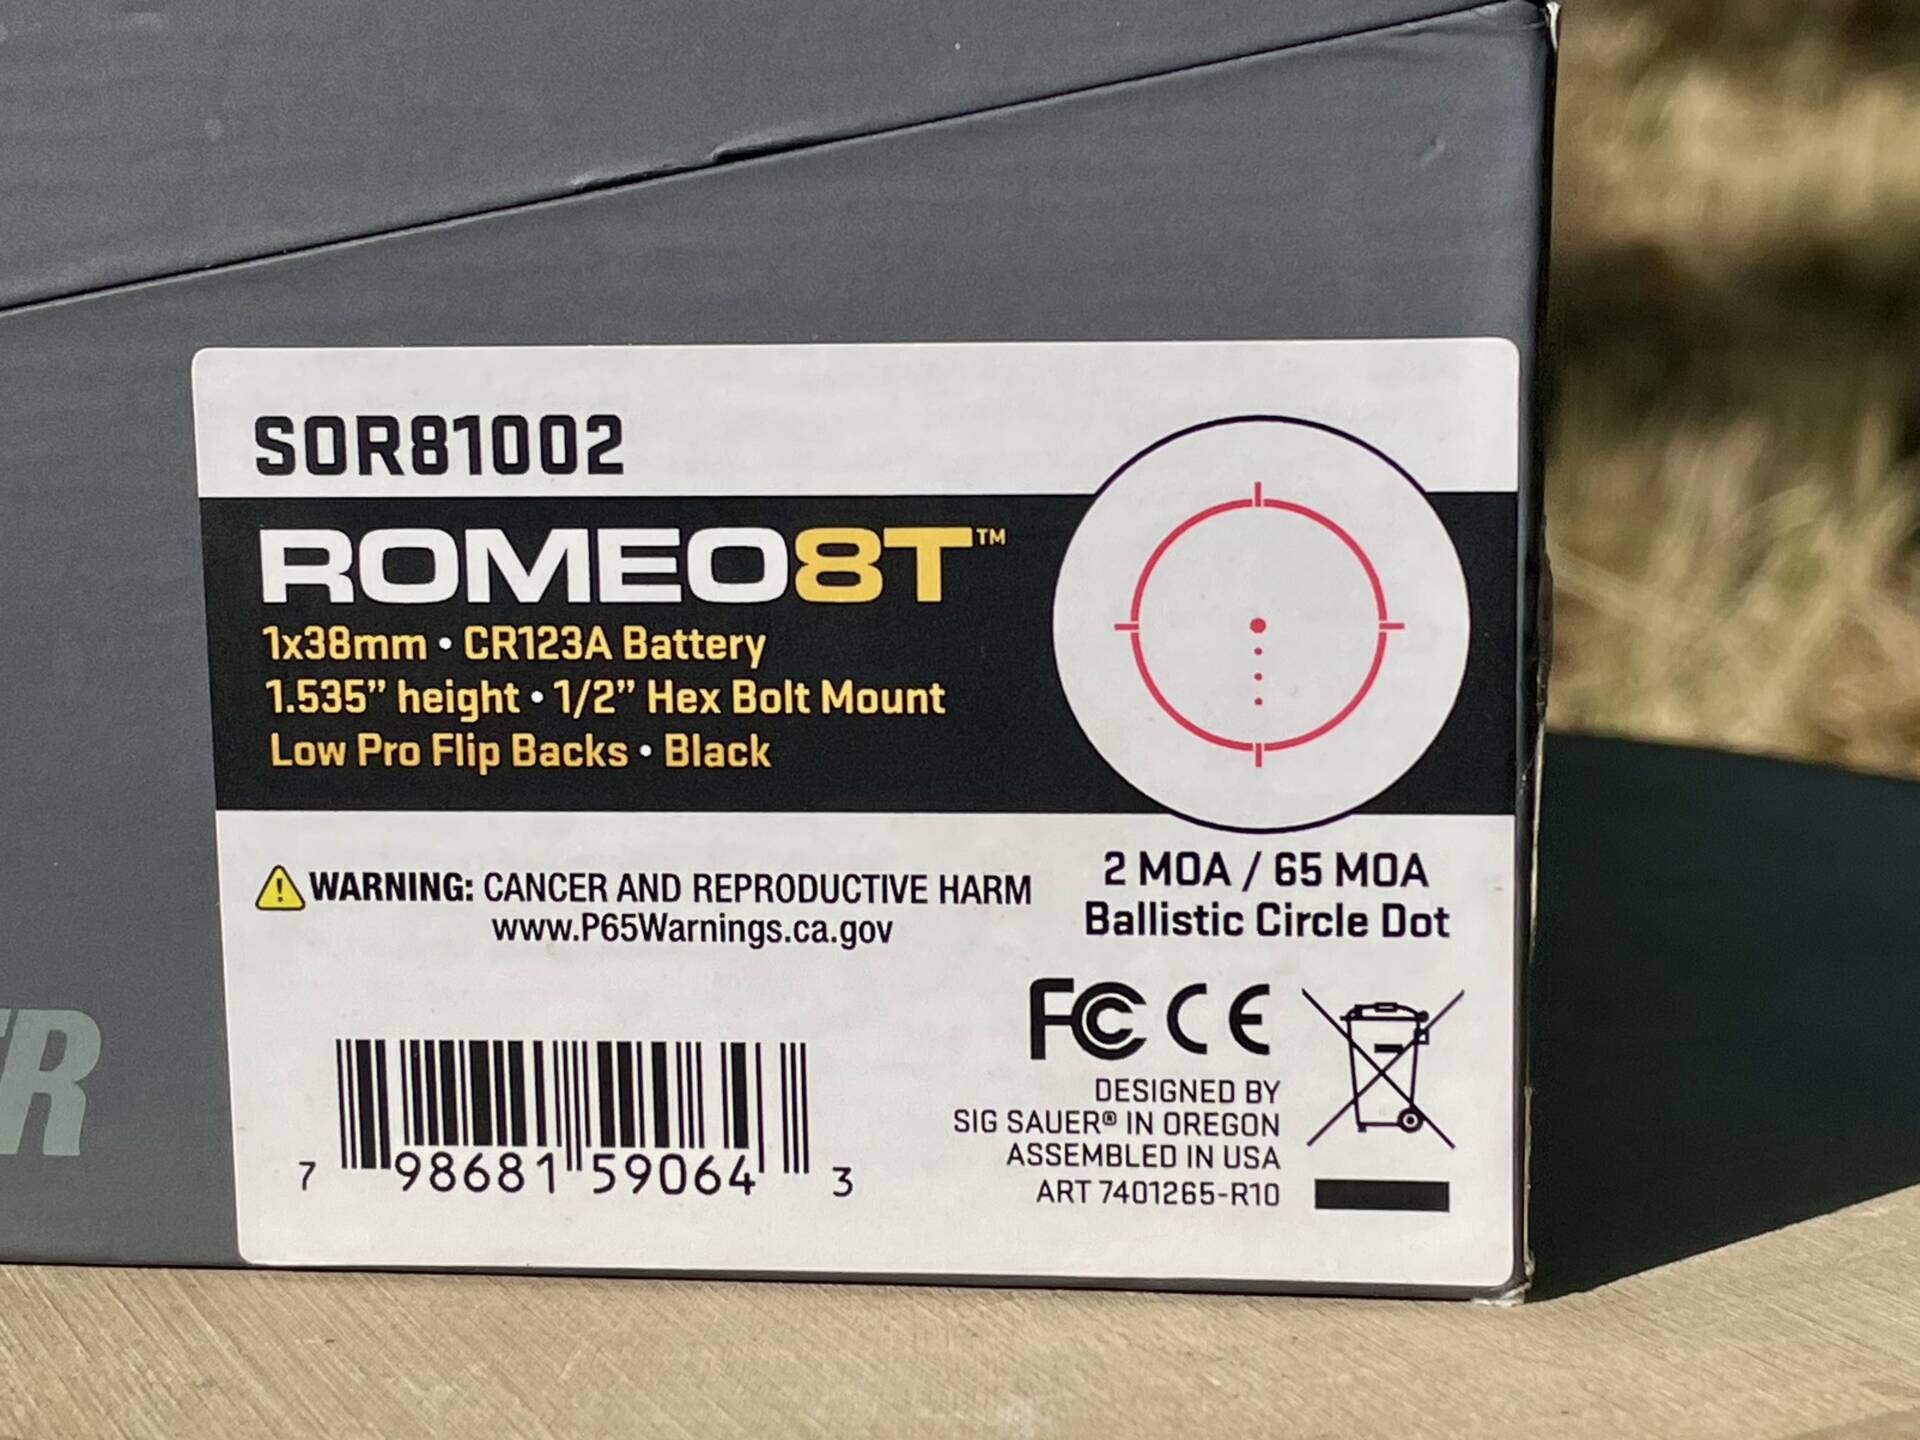 SOR81002
ROMEO8T™
1x38mm • CR123A Battery
1.535” height • 1/2” Hex Bolt Mount
Low Pro Flip Backs • Black
WARNING: CANCER AND REPRODUCTIVE HARM
www.P65Warnings.ca.gov
2 MOA / 65 MOA
Ballistic Circle Dot
FC CE
DESIGNED BY
SIG SAUER® IN OREGON
ASSEMBLED IN USA
ART 7401265-R10
7 98681 59064 3